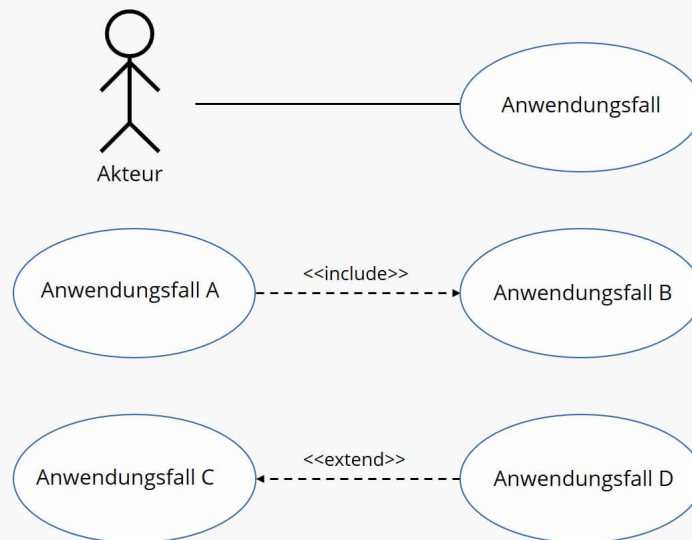 Anwendungsfall
Akteur
<<include>>
Anwendungsfall A
Anwendungsfall B
<<extend>>
Anwendungsfall C
Anwendungsfall D